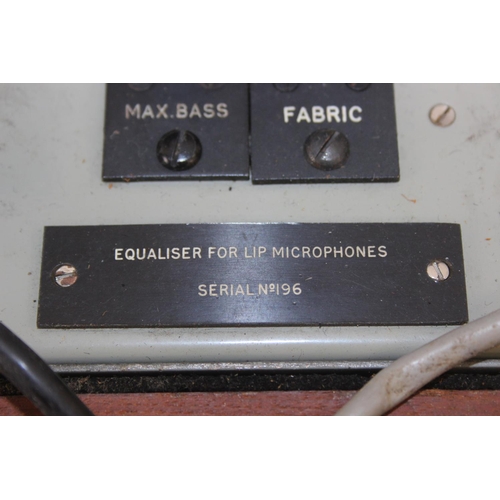 MAX. BASS
FABRIC
EQUALISER FOR LIP MICROPHONES
SERIAL Nº196